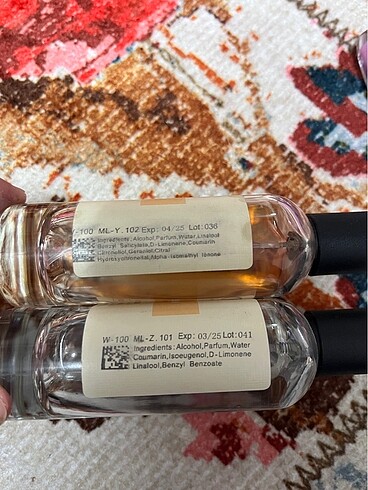 W-100 ML-Y. 102 Exp: 04/25 Lot: 036
Ingredients: Alcohol,Parfum,Water,Linalool
Benzyl Salicylate,D-Limonene,Coumarin
Geraniol,Citral
Alpha-Isomethyl Ionone
W-100 ML-Z. 101 Exp: 03/25 Lot:041
Ingredients: Alcohol,Parfum,Water
Coumarin,Isoeugenol,D-Limonene
Linalool,Benzyl Benzoate